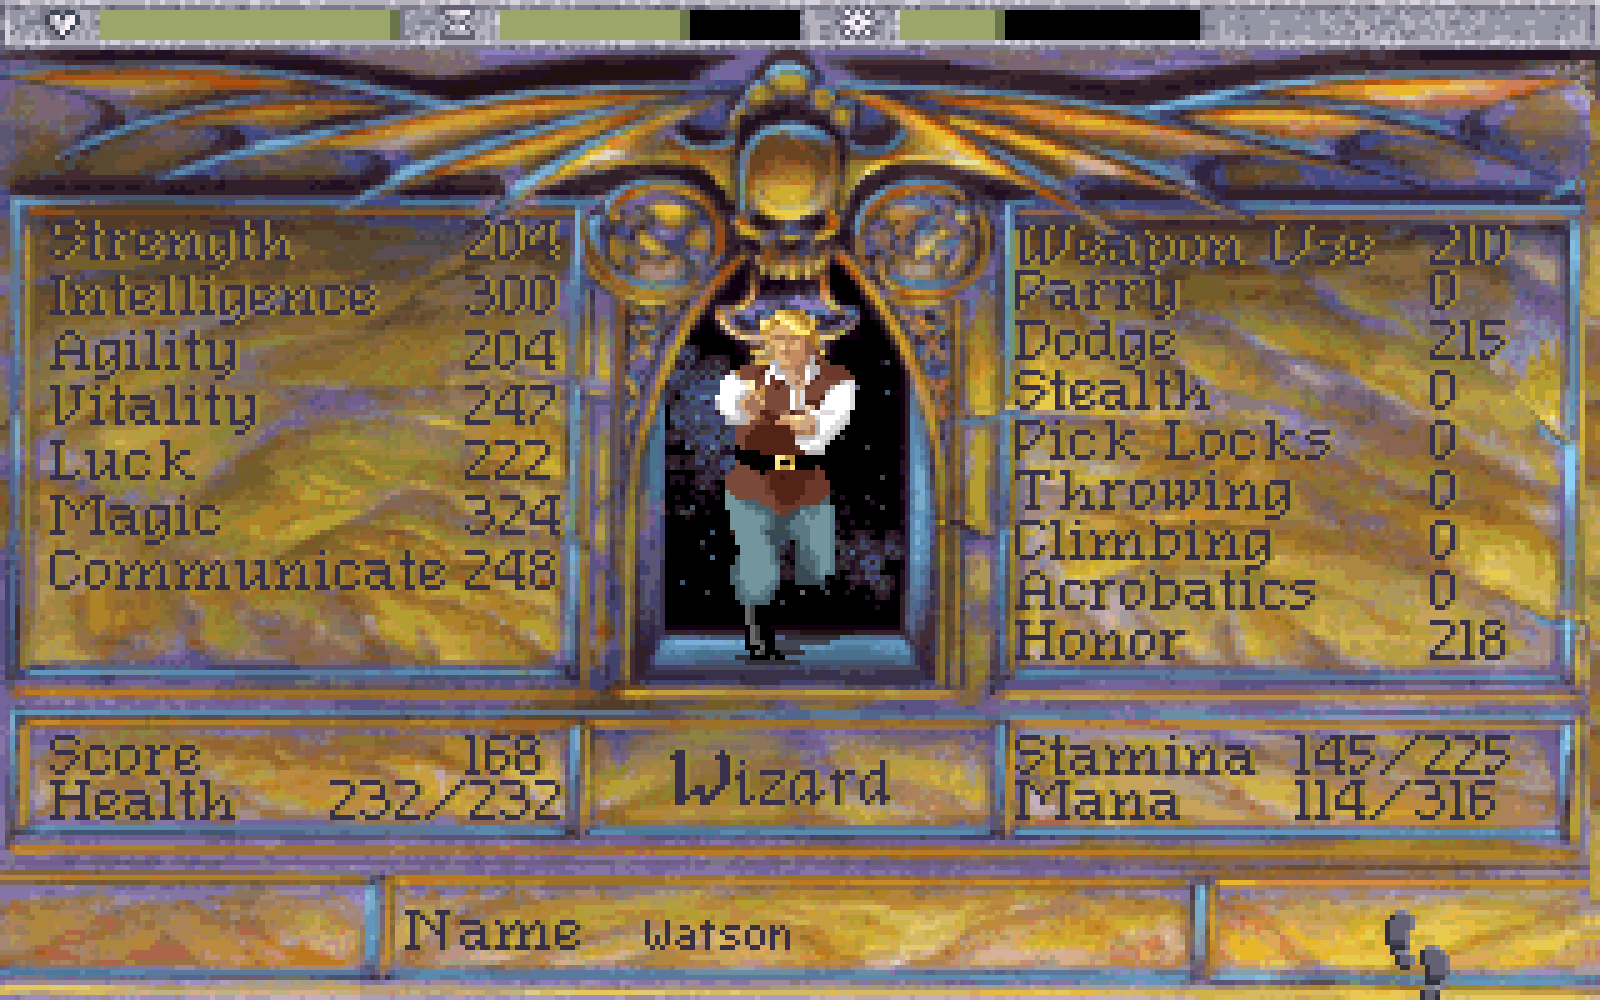 Strength 204
Intelligence 300
Agility 204
Vitality 247
Luck 222
Magic 324
Communicate 248
Weapon Use 210
Parry 0
Dodge 215
Stealth 0
Pick Locks 0
Throwing 0
Climbing 0
Acrobatics 0
Honor 218
Score 168
Health 232/232
Wizard
Stamina 145/225
Mana 114/316
Name Watson